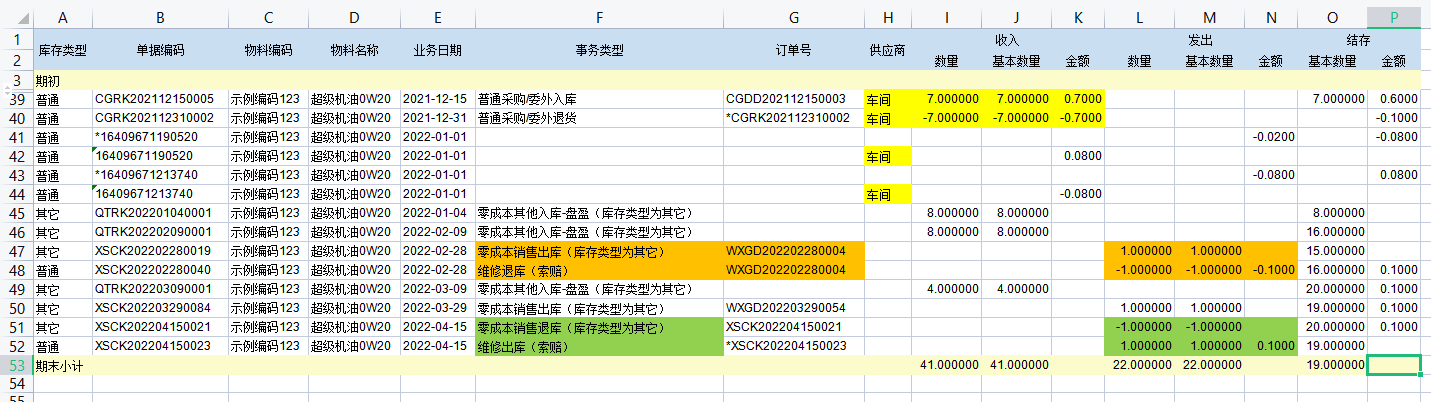 A B C D E F G H I J K L M N O P
1 库存类型 单据编码 物料编码 物料名称 业务日期 事务类型 订单号 供应商 收入 发出 结存
2 数量 基本数量 金额 数量 基本数量 金额 基本数量 金额
3 期初
39 普通 CGRK202112150005 示例编码123 超级机油0W20 2021-12-15 普通采购/委外入库 CGDD202112150003 车间 7.000000 7.000000 0.7000 7.000000 0.6000
40 普通 CGRK202112310002 示例编码123 超级机油0W20 2021-12-31 普通采购/委外退货 *CGRK202112310002 车间 -7.000000 -7.000000 -0.7000 -0.1000
41 普通 *16409671190520 示例编码123 超级机油0W20 2022-01-01 -0.0200 -0.0800
42 普通 16409671190520 示例编码123 超级机油0W20 2022-01-01 车间 0.0800
43 普通 *16409671213740 示例编码123 超级机油0W20 2022-01-01 -0.0800 0.0800
44 普通 16409671213740 示例编码123 超级机油0W20 2022-01-01 车间 -0.0800
45 其它 QTRK202201040001 示例编码123 超级机油0W20 2022-01-04 零成本其他入库-盘盈（库存类型为其它） 8.000000 8.000000 8.000000
46 其它 QTRK202202090001 示例编码123 超级机油0W20 2022-02-09 零成本其他入库-盘盈（库存类型为其它） 8.000000 8.000000 16.000000
47 其它 XSCK202202280019 示例编码123 超级机油0W20 2022-02-28 零成本销售出库（库存类型为其它） WXGD202202280004 1.000000 1.000000 15.000000
48 普通 XSCK202202280040 示例编码123 超级机油0W20 2022-02-28 维修退库（索赔） WXGD202202280004 -1.000000 -1.000000 -0.1000 16.000000 0.1000
49 其它 QTRK202203090001 示例编码123 超级机油0W20 2022-03-09 零成本其他入库-盘盈（库存类型为其它） 4.000000 4.000000 20.000000 0.1000
50 其它 XSCK202203290084 示例编码123 超级机油0W20 2022-03-29 零成本销售出库（库存类型为其它） WXGD202203290054 1.000000 1.000000 19.000000 0.1000
51 其它 XSCK202204150021 示例编码123 超级机油0W20 2022-04-15 零成本销售退库（库存类型为其它） XSCK202204150021 -1.000000 -1.000000 20.000000 0.1000
52 普通 XSCK202204150023 示例编码123 超级机油0W20 2022-04-15 维修出库（索赔） *XSCK202204150023 1.000000 1.000000 0.1000 19.000000
53 期末小计 41.000000 41.000000 22.000000 22.000000 19.000000
54
55